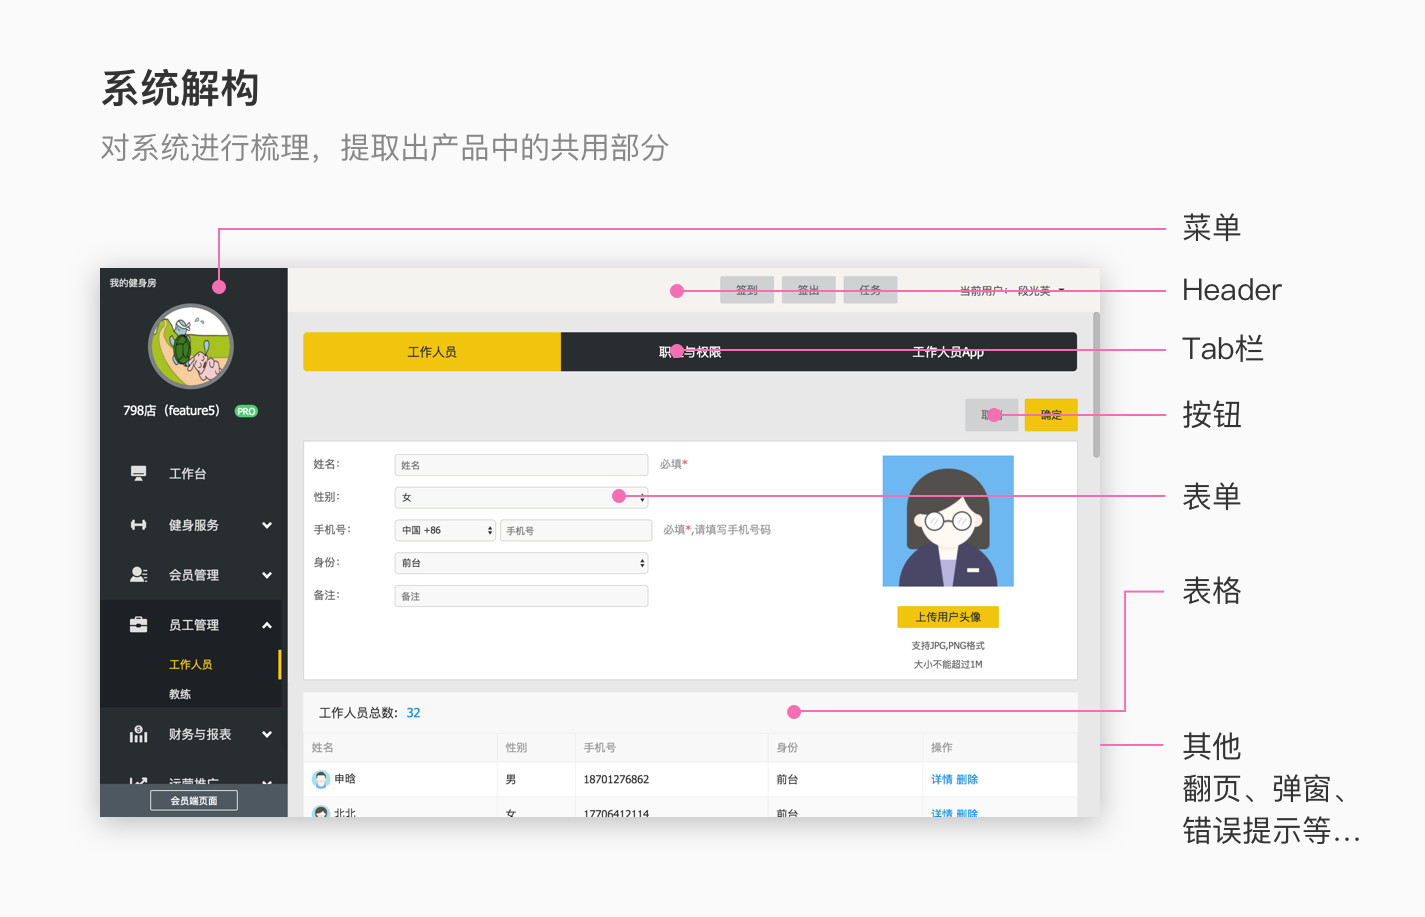 系统解构
对系统进行梳理，提取出产品中的共用部分
菜单
Header
Tab栏
按钮
表单
表格
其他
翻页、弹窗、
错误提示等...
我的健身房
798店（feature5） PRO
工作台
健身服务
会员管理
员工管理
工作人员
教练
财务与报表
运营推广
会员端页面
签到 签出 任务 当前用户： 段光英
工作人员 与权限 工作人员App
确定
姓名： 姓名 必填*
性别： 女
手机号： 中国 +86 手机号 必填*,请填写手机号码
身份： 前台
备注： 备注
上传用户头像
支持JPG,PNG格式
大小不能超过1M
工作人员总数: 32
姓名 性别 手机号 身份 操作
申晗 男 18701276862 前台 详情 删除
北北 女 17706412114 前台 详情 删除